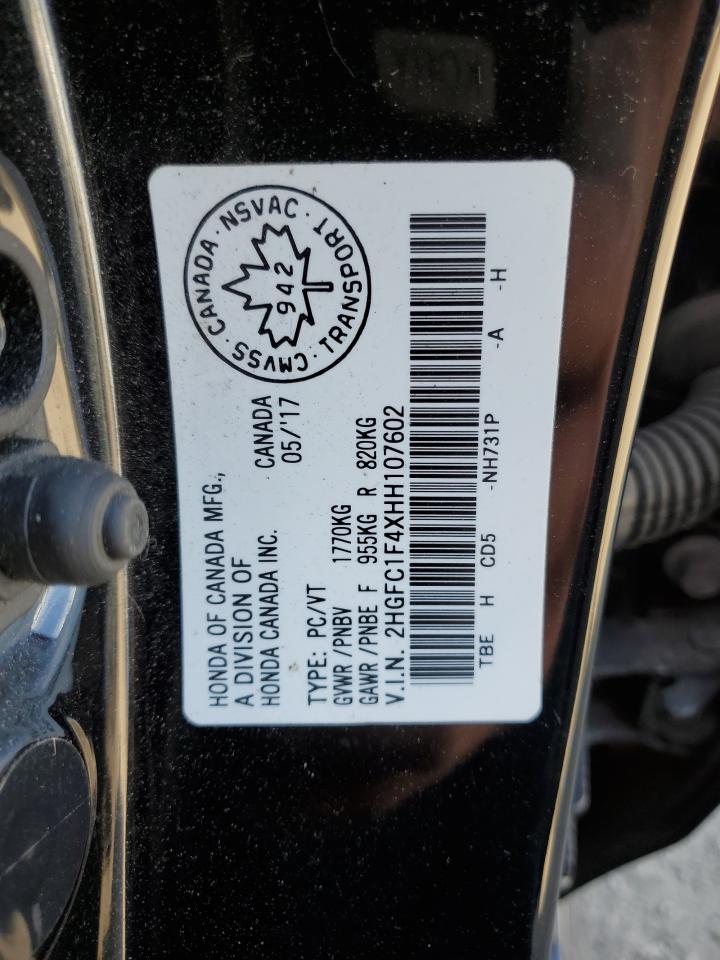 HONDA OF CANADA MFG.,
A DIVISION OF
HONDA CANADA INC.
CANADA
05/'17
CMVSS · CANADA · NSVAC · TRANSPORT ·
942
TYPE: PC/VT
GVWR/PNBV 1770KG
GAWR/PNBE F 955KG R 820KG
V.I.N. 2HGFC1F4XHH107602
TBE H CD5 -NH731P -A -H